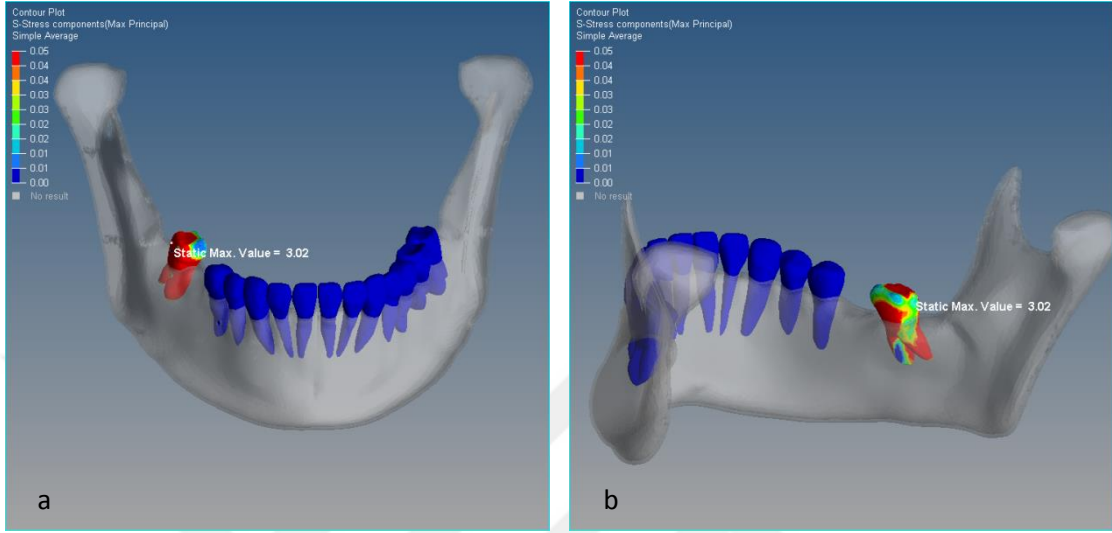 Contour Plot
S-Stress components(Max Principal)
Simple Average
0.05
0.04
0.04
0.03
0.03
0.02
0.02
0.01
0.01
0.00
No result
Static Max. Value = 3.02
a
Contour Plot
S-Stress components(Max Principal)
Simple Average
0.05
0.04
0.04
0.03
0.03
0.02
0.02
0.01
0.01
0.00
No result
Static Max. Value = 3.02
b